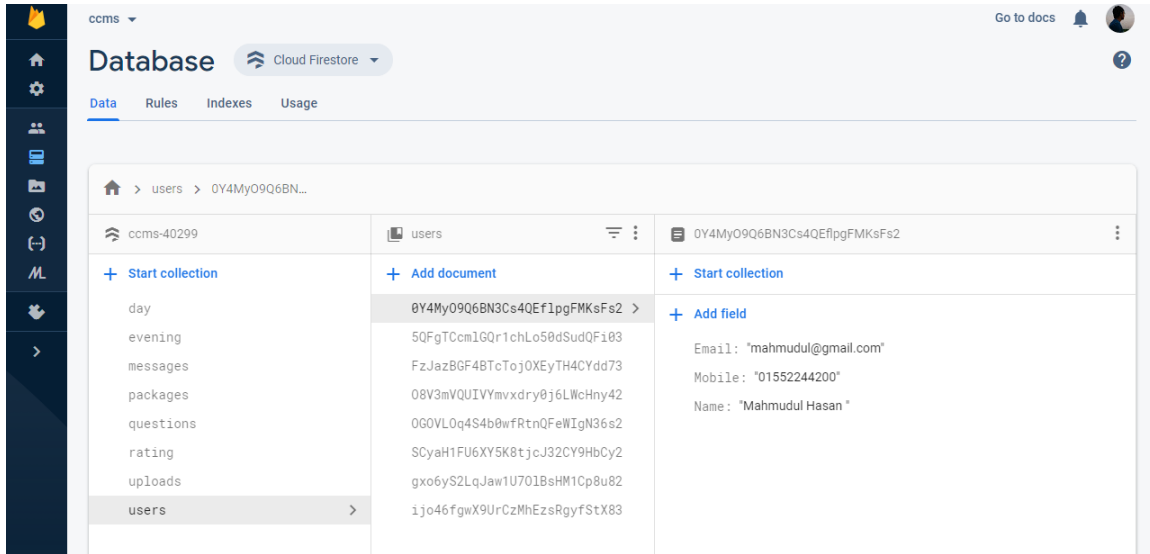 ccms
Go to docs
Database
Cloud Firestore
Data Rules Indexes Usage
users 0Y4MyO9Q6BN...
ccms-40299
users
0Y4MyO9Q6BN3Cs4QEflpgFMKsFs2
Start collection
Add document
Start collection
day
evening
messages
packages
questions
rating
uploads
users
0Y4MyO9Q6BN3Cs4QEflpgFMKsFs2
5QFgTCcmlGQr1chLo50dSudQFi03
FzJazBGF4BTcTojOXEyTH4CYdd73
O8V3mVQUIVYmvxdry0j6LWcHny42
OGOVLOq4S4b0wfRtnQFeWIgN36s2
SCyaH1FU6XY5K8tjcJ32CY9HbCy2
gxo6yS2LqJaw1U7OlBsHM1Cp8u82
ijo46fgwX9UrCzMhEzsRgyfStX83
Add field
Email: "mahmudul@gmail.com"
Mobile: "01552244200"
Name: "Mahmudul Hasan "